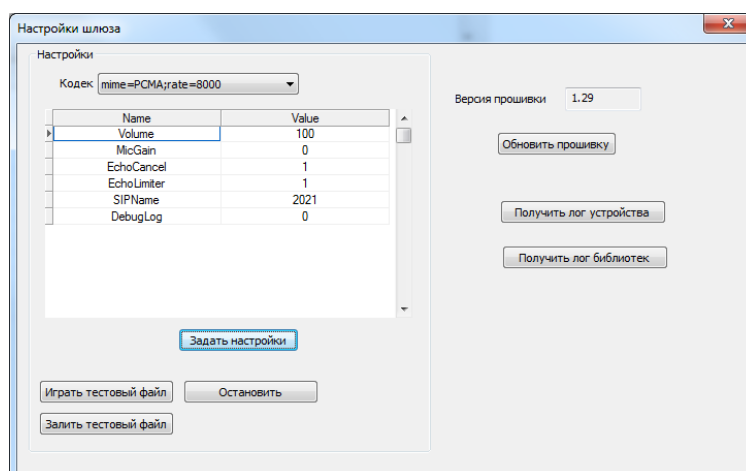 Настройки шлюза
Настройки
Кодек mime=PCMA;rate=8000
Name Value
Volume 100
MicGain 0
EchoCancel 1
EchoLimiter 1
SIPName 2021
DebugLog 0
Задать настройки
Играть тестовый файл Остановить
Залить тестовый файл
Версия прошивки 1.29
Обновить прошивку
Получить лог устройства
Получить лог библиотек